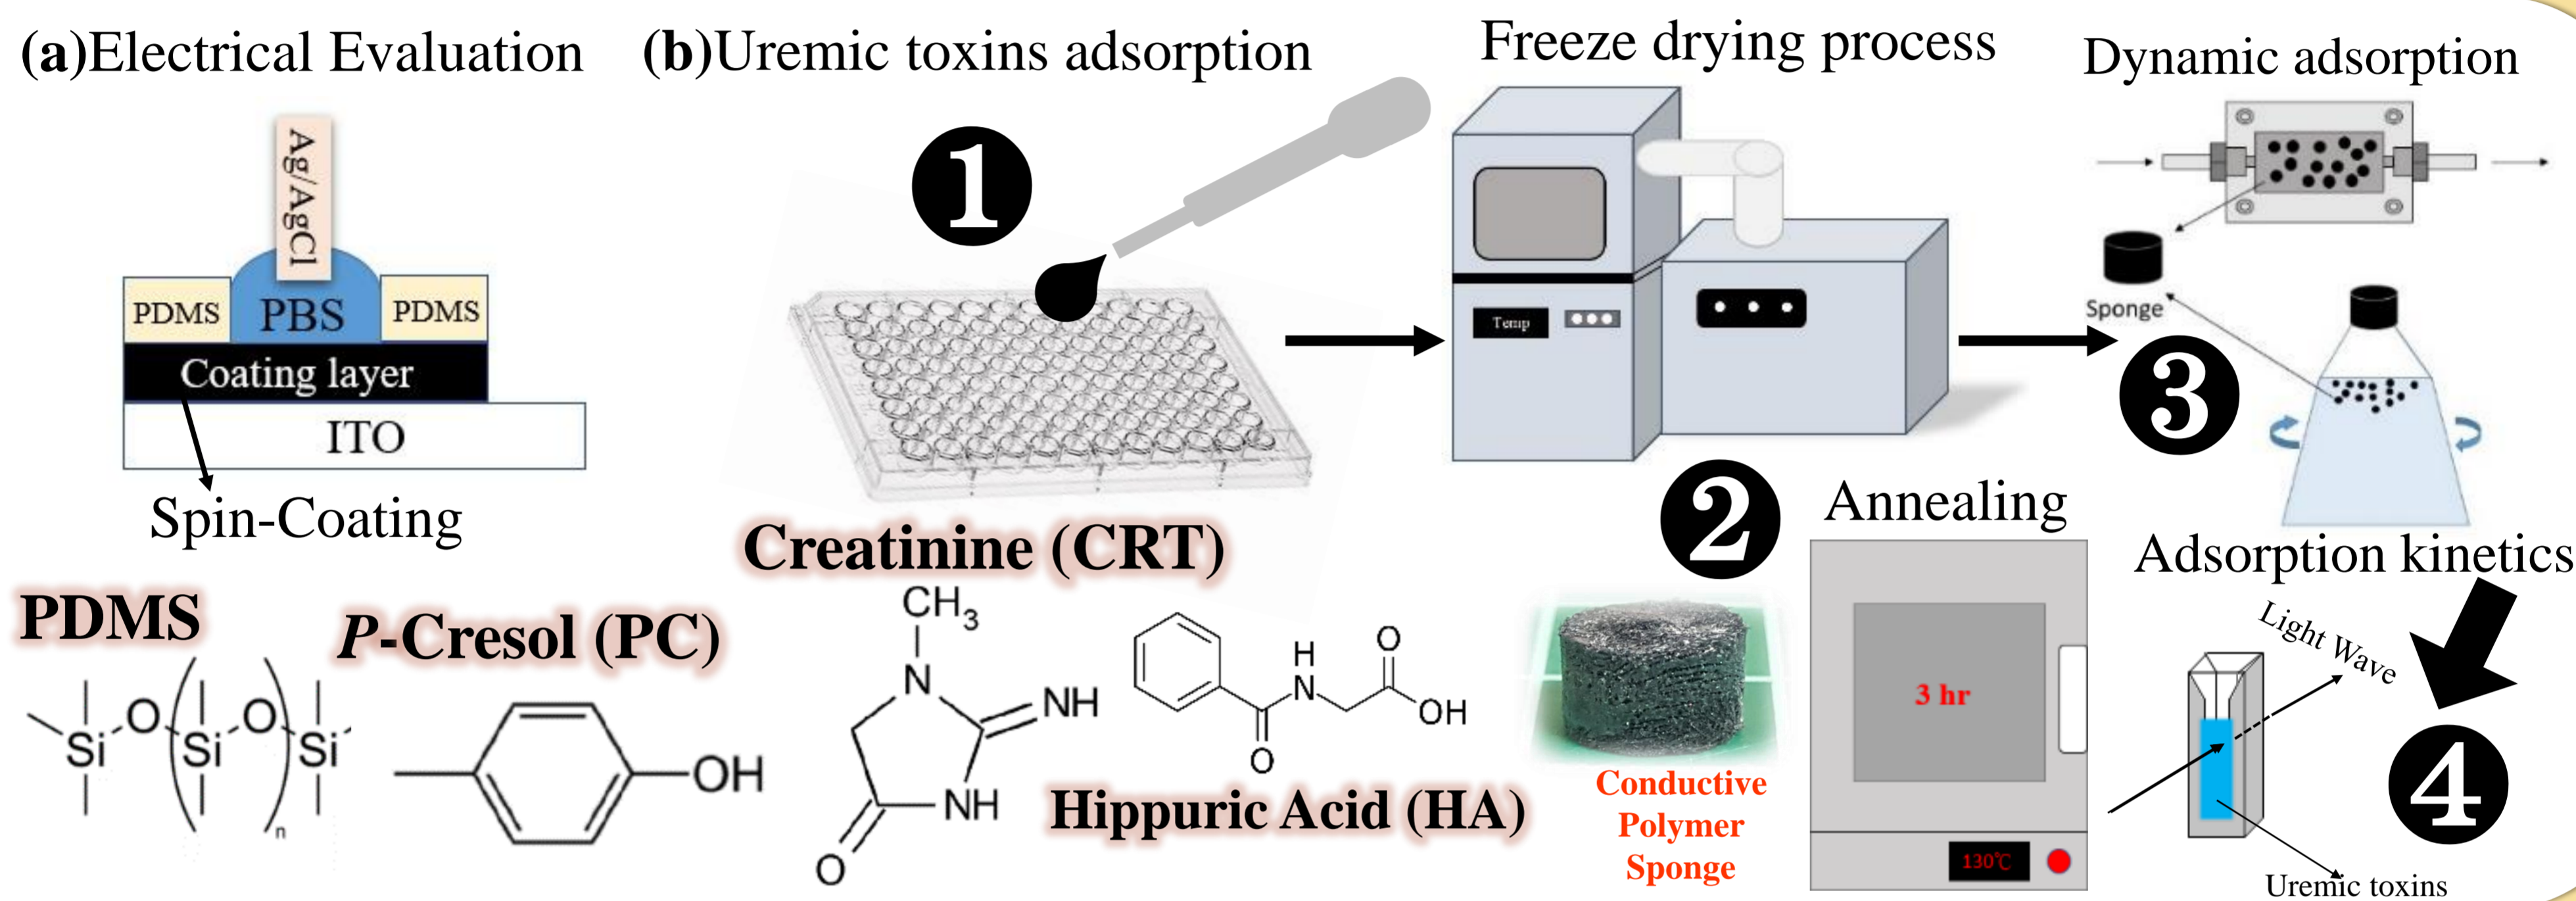 (a)Electrical Evaluation
Ag/AgCl
PDMS
PBS
PDMS
Coating layer
ITO
Spin-Coating
PDMS
Si
O
Si
O
Si
n
P-Cresol (PC)
OH
(b)Uremic toxins adsorption
1
Creatinine (CRT)
CH3
N
NH
NH
O
H
N
O
OH
O
Hippuric Acid (HA)
Freeze drying process
Temp
2
Conductive
Polymer
Sponge
Annealing
3 hr
130℃
Dynamic adsorption
Sponge
3
Adsorption kinetics
Light Wave
4
Uremic toxins